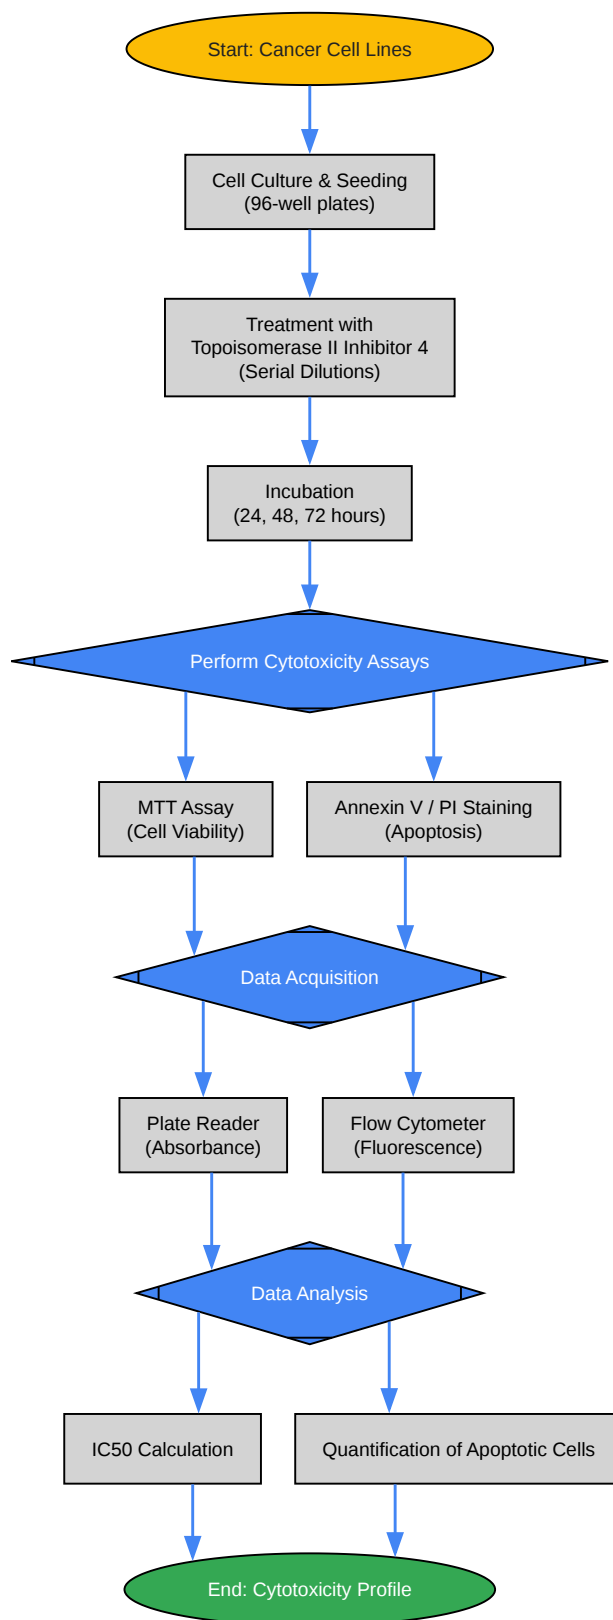 Start: Cancer Cell Lines
Cell Culture & Seeding
(96-well plates)
Treatment with
Topoisomerase II Inhibitor 4
(Serial Dilutions)
Incubation
(24, 48, 72 hours)
Perform Cytotoxicity Assays
MTT Assay
(Cell Viability)
Annexin V / PI Staining
(Apoptosis)
Data Acquisition
Plate Reader
(Absorbance)
Flow Cytometer
(Fluorescence)
Data Analysis
IC50 Calculation
Quantification of Apoptotic Cells
End: Cytotoxicity Profile